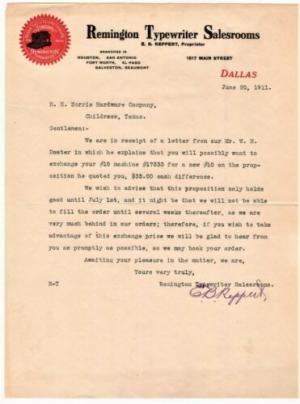 Remington Typewriter Salesrooms
E. B. REPPERT, Proprietor
BRANCHES IN
HOUSTON, SAN ANTONIO
FORT WORTH, EL PASO
GALVESTON, BEAUMONT
1517 MAIN STREET
DALLAS
June 20, 1911.
R. H. Norris Hardware Company,
Childress, Texas.
Gentlemen:-
We are in receipt of a letter from our Mr. W. H.
Doster in which he explains that you will possibly want to
exchange your #10 machine #17333 for a new #10 on the prop-
osition he quoted you, $35.00 cash difference.
We wish to advise that this proposition only holds
good until July 1st, and it might be that we will not be able
to fill the order until several weeks thereafter, as we are
very much behind in our orders; therefore, if you wish to take
advantage of this exchange price we will be glad to hear from
you as promptly as possible, so we may book your order.
Awaiting your pleasure in the matter, we are,
Yours very truly,
R-T Remington Typewriter Salesrooms.
E.B. Reppert